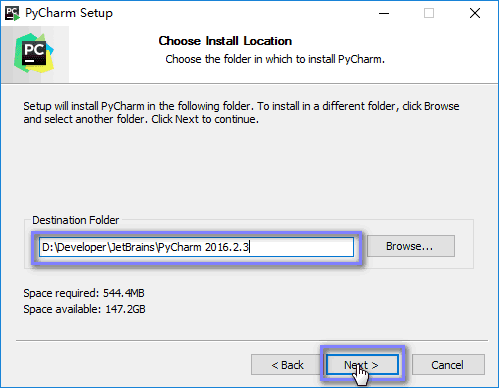 PyCharm Setup
PC
Choose Install Location
Choose the folder in which to install PyCharm.
Setup will install PyCharm in the following folder. To install in a different folder, click Browse
and select another folder. Click Next to continue.
Destination Folder
D:\Developer\JetBrains\PyCharm 2016.2.3
Browse...
Space required: 544.4MB
Space available: 147.2GB
< Back
Next >
Cancel